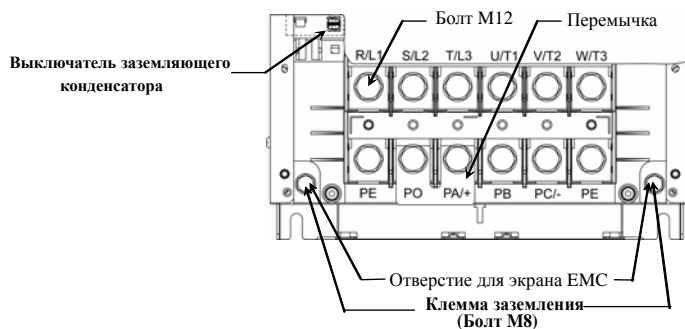 Болт М12
Перемычка
Выключатель заземляющего
конденсатора
R/L1 S/L2 T/L3 U/T1 V/T2 W/T3
PE PO PA/+ PB PC/- PE
Отверстие для экрана EMC
Клемма заземления
(Болт М8)